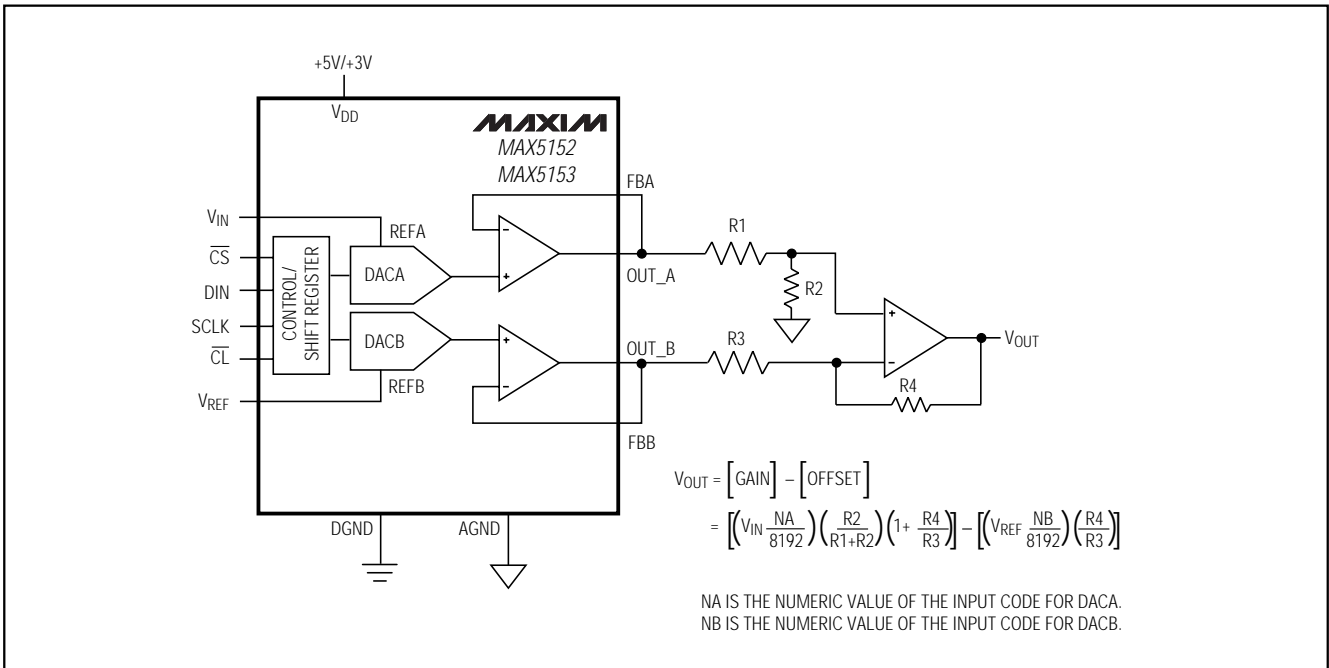 +5V/+3V
VDD
MAXIM
MAX5152
MAX5153
FBA
VIN
REFA
R1
CS
CONTROL/
SHIFT REGISTER
DACA
OUT_A
R2
DIN
SCLK
DACB
OUT_B
R3
VOUT
CL
REFB
R4
VREF
FBB
+
-
+
-
+
-
DGND
AGND
VOUT = [GAIN] – [OFFSET]
= [(VIN NA/8192)(R2/R1+R2)(1+ R4/R3)] – [(VREF NB/8192)(R4/R3)]
NA IS THE NUMERIC VALUE OF THE INPUT CODE FOR DACA.
NB IS THE NUMERIC VALUE OF THE INPUT CODE FOR DACB.